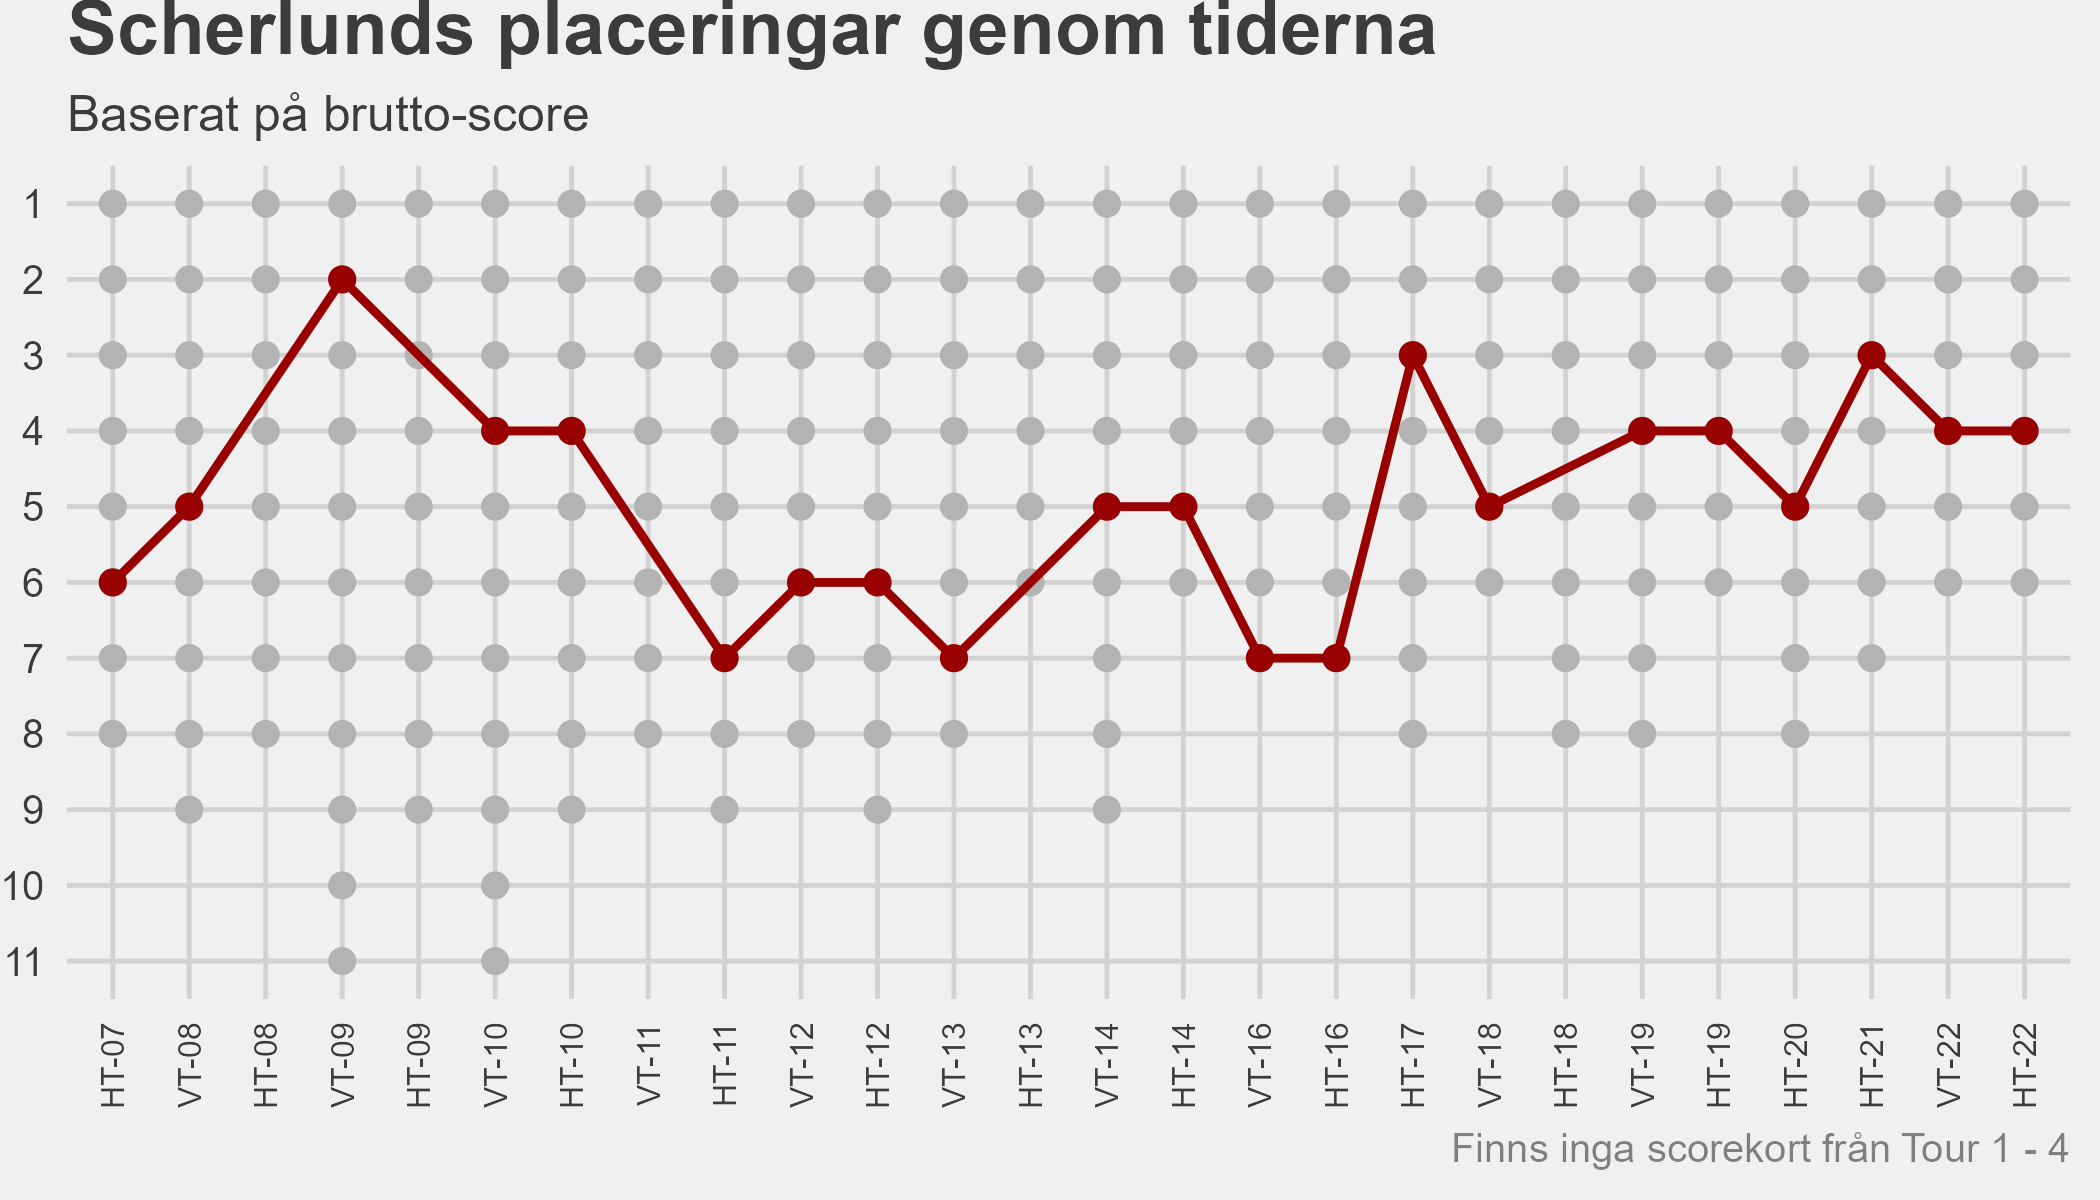 Scherlunds placeringar genom tiderna
Baserat på brutto-score
1
2
3
4
5
6
7
8
9
10
11
HT-07
VT-08
HT-08
VT-09
HT-09
VT-10
HT-10
VT-11
HT-11
VT-12
HT-12
VT-13
HT-13
VT-14
HT-14
VT-16
HT-16
HT-17
VT-18
HT-18
VT-19
HT-19
HT-20
HT-21
VT-22
HT-22
Finns inga scorekort från Tour 1 - 4